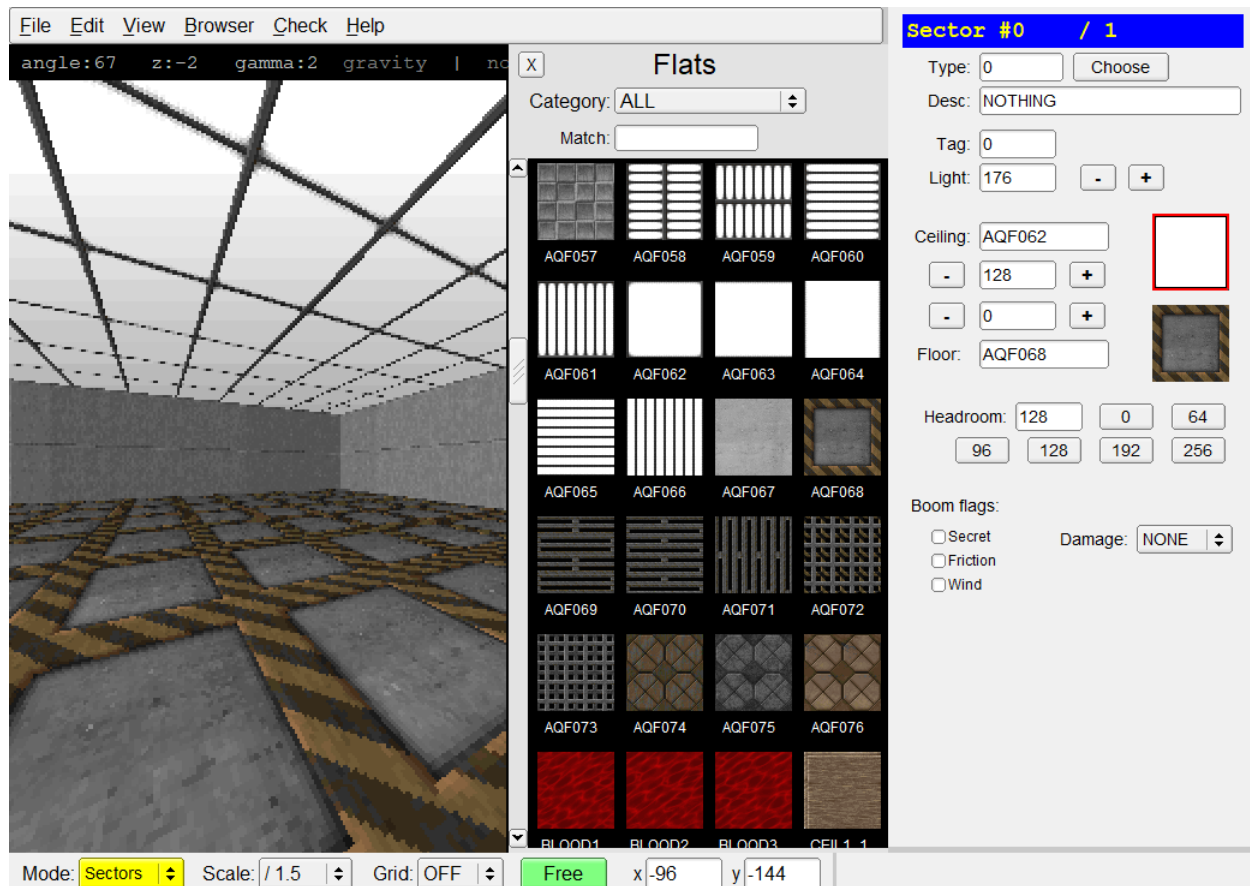 File Edit View Browser Check Help
angle:67 z:-2 gamma:2 gravity |
X Flats
Category: ALL
Match:
AQF057 AQF058 AQF059 AQF060
AQF061 AQF062 AQF063 AQF064
AQF065 AQF066 AQF067 AQF068
AQF069 AQF070 AQF071 AQF072
AQF073 AQF074 AQF075 AQF076
BLOOD1 BLOOD2 BLOOD3 CEIL1_1
Sector #0 / 1
Type: 0 Choose
Desc: NOTHING
Tag: 0
Light: 176 - +
Ceiling: AQF062
- 128 +
- 0 +
Floor: AQF068
Headroom: 128 0 64
96 128 192 256
Boom flags:
Secret Damage: NONE
Friction
Wind
Mode: Sectors Scale: / 1.5 Grid: OFF Free x -96 y -144